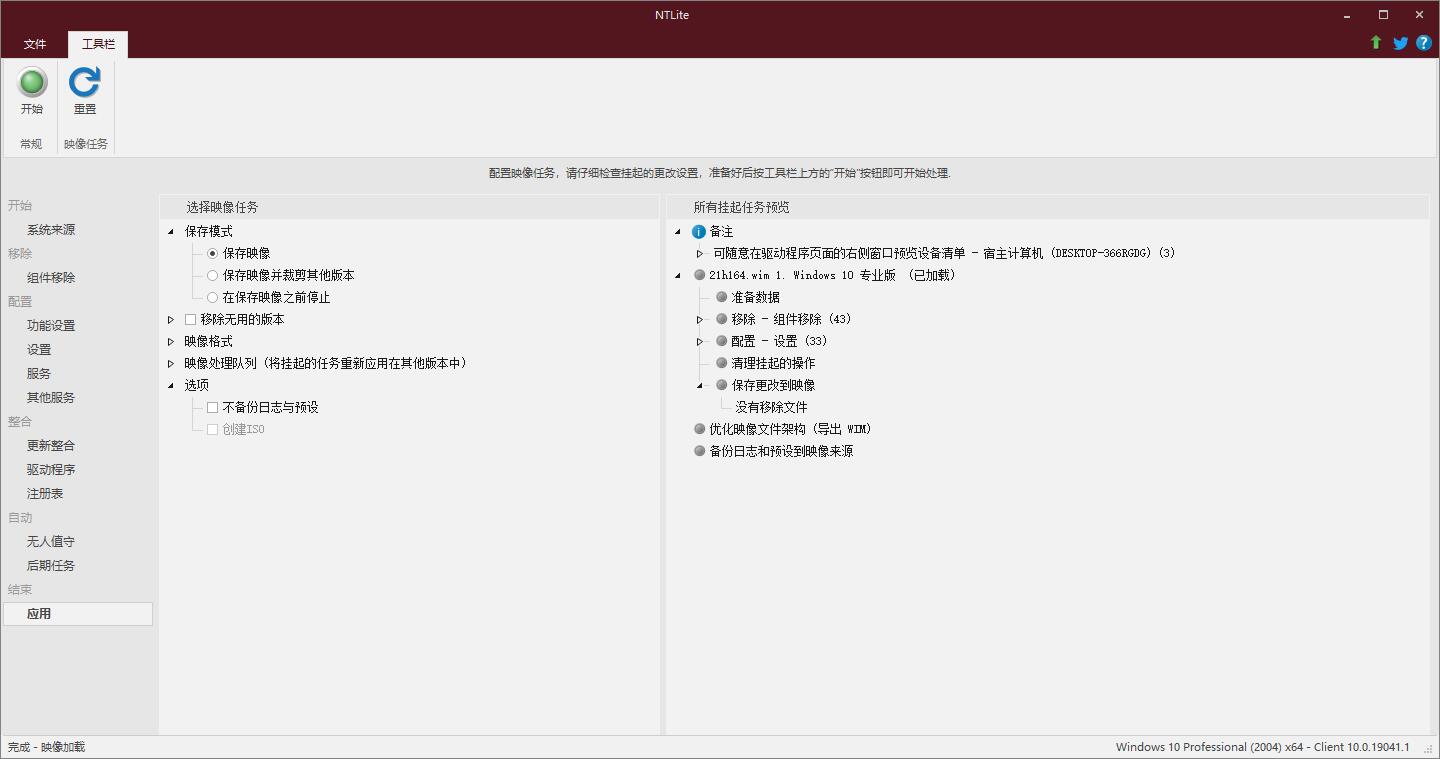 NTLite
文件
工具栏
开始
重置
常规
映像任务
配置映像任务，请仔细检查挂起的更改设置，准备好后按工具栏上方的"开始"按钮即可开始处理.
开始
系统来源
移除
组件移除
配置
功能设置
设置
服务
其他服务
整合
更新整合
驱动程序
注册表
自动
无人值守
后期任务
结束
应用
选择映像任务
保存模式
保存映像
保存映像并裁剪其他版本
在保存映像之前停止
移除无用的版本
映像格式
映像处理队列（将挂起的任务重新应用在其他版本中）
选项
不备份日志与预设
创建ISO
所有挂起任务预览
备注
可随意在驱动程序页面的右侧窗口预览设备清单 - 宿主计算机 (DESKTOP-366RGDG) (3)
21h164.wim 1. Windows 10 专业版 （已加载）
准备数据
移除 - 组件移除 (43)
配置 - 设置 (33)
清理挂起的操作
保存更改到映像
没有移除文件
优化映像文件架构 (导出 WIM)
备份日志和预设到映像来源
完成 - 映像加载
Windows 10 Professional (2004) x64 - Client 10.0.19041.1